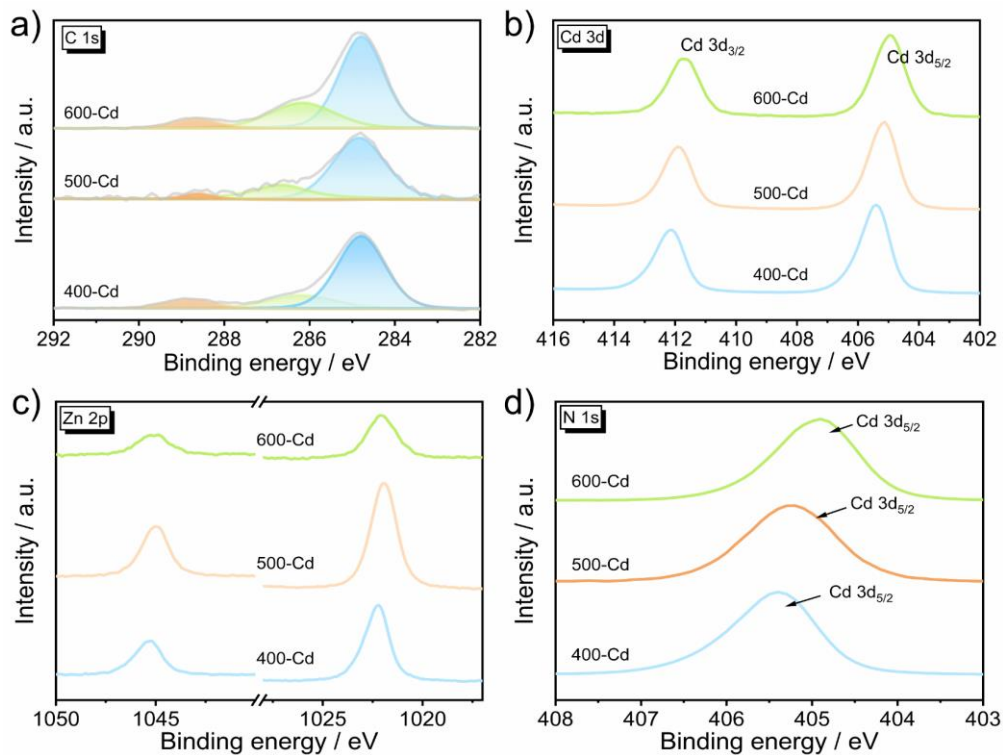 a)
C 1s
600-Cd
500-Cd
400-Cd
Intensity / a.u.
292 290 288 286 284 282
Binding energy / eV
b)
Cd 3d
Cd 3d3/2
Cd 3d5/2
600-Cd
500-Cd
400-Cd
Intensity / a.u.
416 414 412 410 408 406 404 402
Binding energy / eV
c)
Zn 2p
600-Cd
500-Cd
400-Cd
Intensity / a.u.
1050 1045 1025 1020
Binding energy / eV
d)
N 1s
Cd 3d5/2
600-Cd
Cd 3d5/2
500-Cd
Cd 3d5/2
400-Cd
Intensity / a.u.
408 407 406 405 404 403
Binding energy / eV